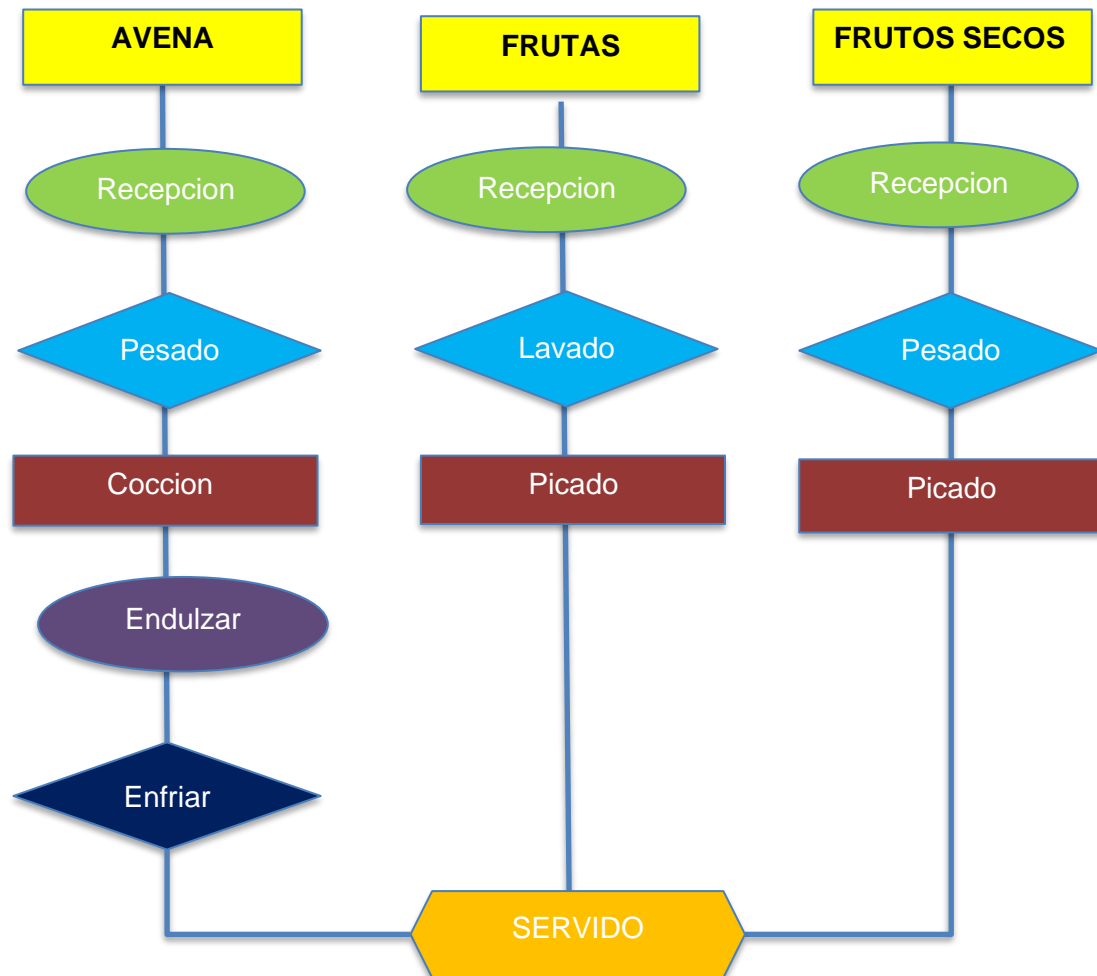 AVENA
FRUTAS
FRUTOS SECOS
Recepcion
Recepcion
Recepcion
Pesado
Lavado
Pesado
Coccion
Picado
Picado
Endulzar
Enfriar
SERVIDO